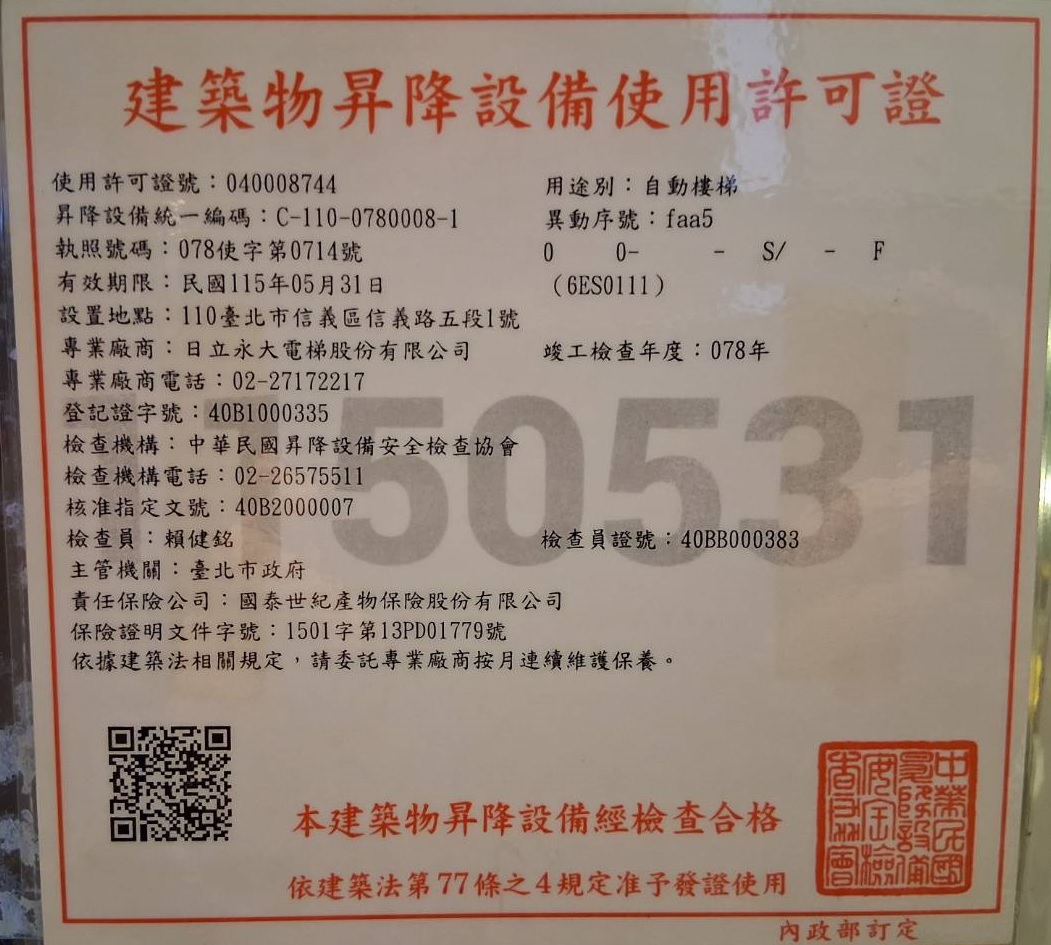 建築物昇降設備使用許可證
使用許可證號：040008744
用途別：自動樓梯
昇降設備統一編碼：C-110-0780008-1
異動序號：faa5
執照號碼：078使字第0714號
0 0- - S/ - F
有效期限：民國115年05月31日
（6ES0111）
設置地點：110臺北市信義區信義路五段1號
專業廠商：日立永大電梯股份有限公司
竣工檢查年度：078年
專業廠商電話：02-27172217
登記證字號：40B1000335
檢查機構：中華民國昇降設備安全檢查協會
檢查機構電話：02-26575511
核准指定文號：40B2000007
檢查員：賴健銘
檢查員證號：40BB000383
主管機關：臺北市政府
責任保險公司：國泰世紀產物保險股份有限公司
保險證明文件字號：1501字第13PD01779號
依據建築法相關規定，請委託專業廠商按月連續維護保養。
1150531
本建築物昇降設備經檢查合格
依建築法第77條之4規定准予發證使用
中華民國
昇降設備
安全檢
查協會
內政部訂定